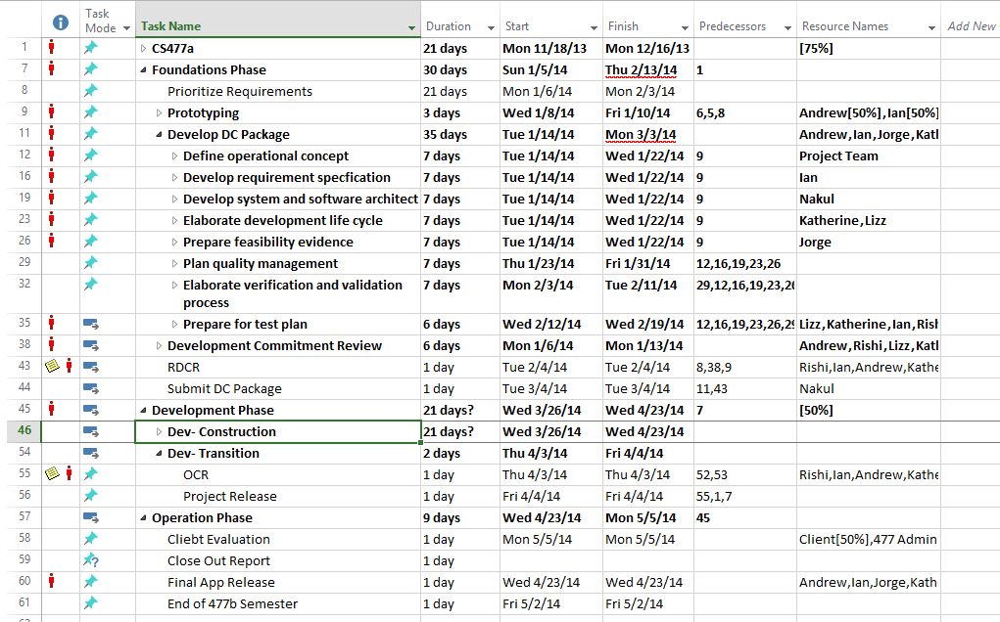 Task Mode Task Name Duration Start Finish Predecessors Resource Names Add New
1 CS477a 21 days Mon 11/18/13 Mon 12/16/13 [75%]
7 Foundations Phase 30 days Sun 1/5/14 Thu 2/13/14 1
8 Prioritize Requirements 21 days Mon 1/6/14 Mon 2/3/14
9 Prototyping 3 days Wed 1/8/14 Fri 1/10/14 6,5,8 Andrew[50%],Ian[50%]
11 Develop DC Package 35 days Tue 1/14/14 Mon 3/3/14 Andrew,Ian,Jorge,Kath
12 Define operational concept 7 days Tue 1/14/14 Wed 1/22/14 9 Project Team
16 Develop requirement specfication 7 days Tue 1/14/14 Wed 1/22/14 9 Ian
19 Develop system and software architect 7 days Tue 1/14/14 Wed 1/22/14 9 Nakul
23 Elaborate development life cycle 7 days Tue 1/14/14 Wed 1/22/14 9 Katherine,Lizz
26 Prepare feasibility evidence 7 days Tue 1/14/14 Wed 1/22/14 9 Jorge
29 Plan quality management 7 days Thu 1/23/14 Fri 1/31/14 12,16,19,23,26
32 Elaborate verification and validation process 7 days Mon 2/3/14 Tue 2/11/14 29,12,16,19,23,26
35 Prepare for test plan 6 days Wed 2/12/14 Wed 2/19/14 12,16,19,23,26,29 Lizz,Katherine,Ian,Rish
38 Development Commitment Review 6 days Mon 1/6/14 Mon 1/13/14 Andrew,Rishi,Lizz,Kath
43 RDCR 1 day Tue 2/4/14 Tue 2/4/14 8,38,9 Rishi,Ian,Andrew,Kathe
44 Submit DC Package 1 day Tue 3/4/14 Tue 3/4/14 11,43 Nakul
45 Development Phase 21 days? Wed 3/26/14 Wed 4/23/14 7 [50%]
46 Dev- Construction 21 days? Wed 3/26/14 Wed 4/23/14
54 Dev- Transition 2 days Thu 4/3/14 Fri 4/4/14
55 OCR 1 day Thu 4/3/14 Thu 4/3/14 52,53 Rishi,Ian,Andrew,Kathe
56 Project Release 1 day Fri 4/4/14 Fri 4/4/14 55,1,7
57 Operation Phase 9 days Wed 4/23/14 Mon 5/5/14 45
58 Cliebt Evaluation 1 day Mon 5/5/14 Mon 5/5/14 Client[50%],477 Admin
59 Close Out Report 1 day
60 Final App Release 1 day Wed 4/23/14 Wed 4/23/14 Andrew,Ian,Jorge,Kath
61 End of 477b Semester 1 day Fri 5/2/14 Fri 5/2/14